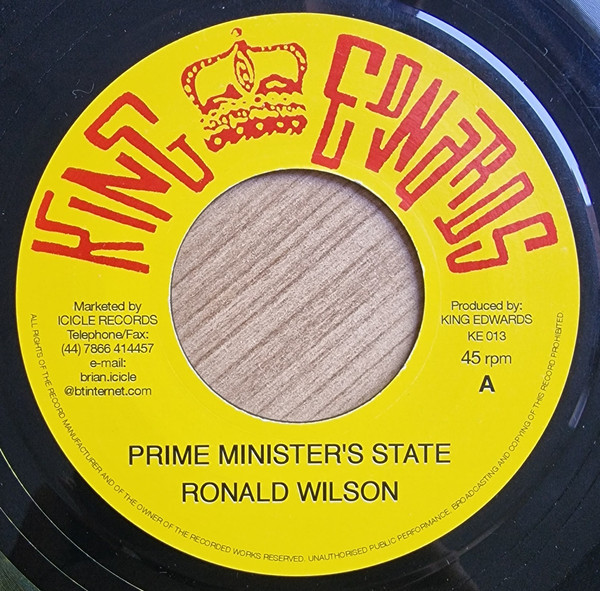 KING EDWARDS
Marketed by
ICICLE RECORDS
Telephone/Fax:
(44) 7866 414457
e-mail:
brian.icicle
@btinternet.com
Produced by:
KING EDWARDS
KE 013
45 rpm
A
PRIME MINISTER'S STATE
RONALD WILSON
ALL RIGHTS OF THE RECORD MANUFACTURER AND OF THE OWNER OF THE RECORDED WORKS RESERVED. UNAUTHORISED PUBLIC PERFORMANCE, BROADCASTING AND COPYING OF THIS RECORD PROHIBITED